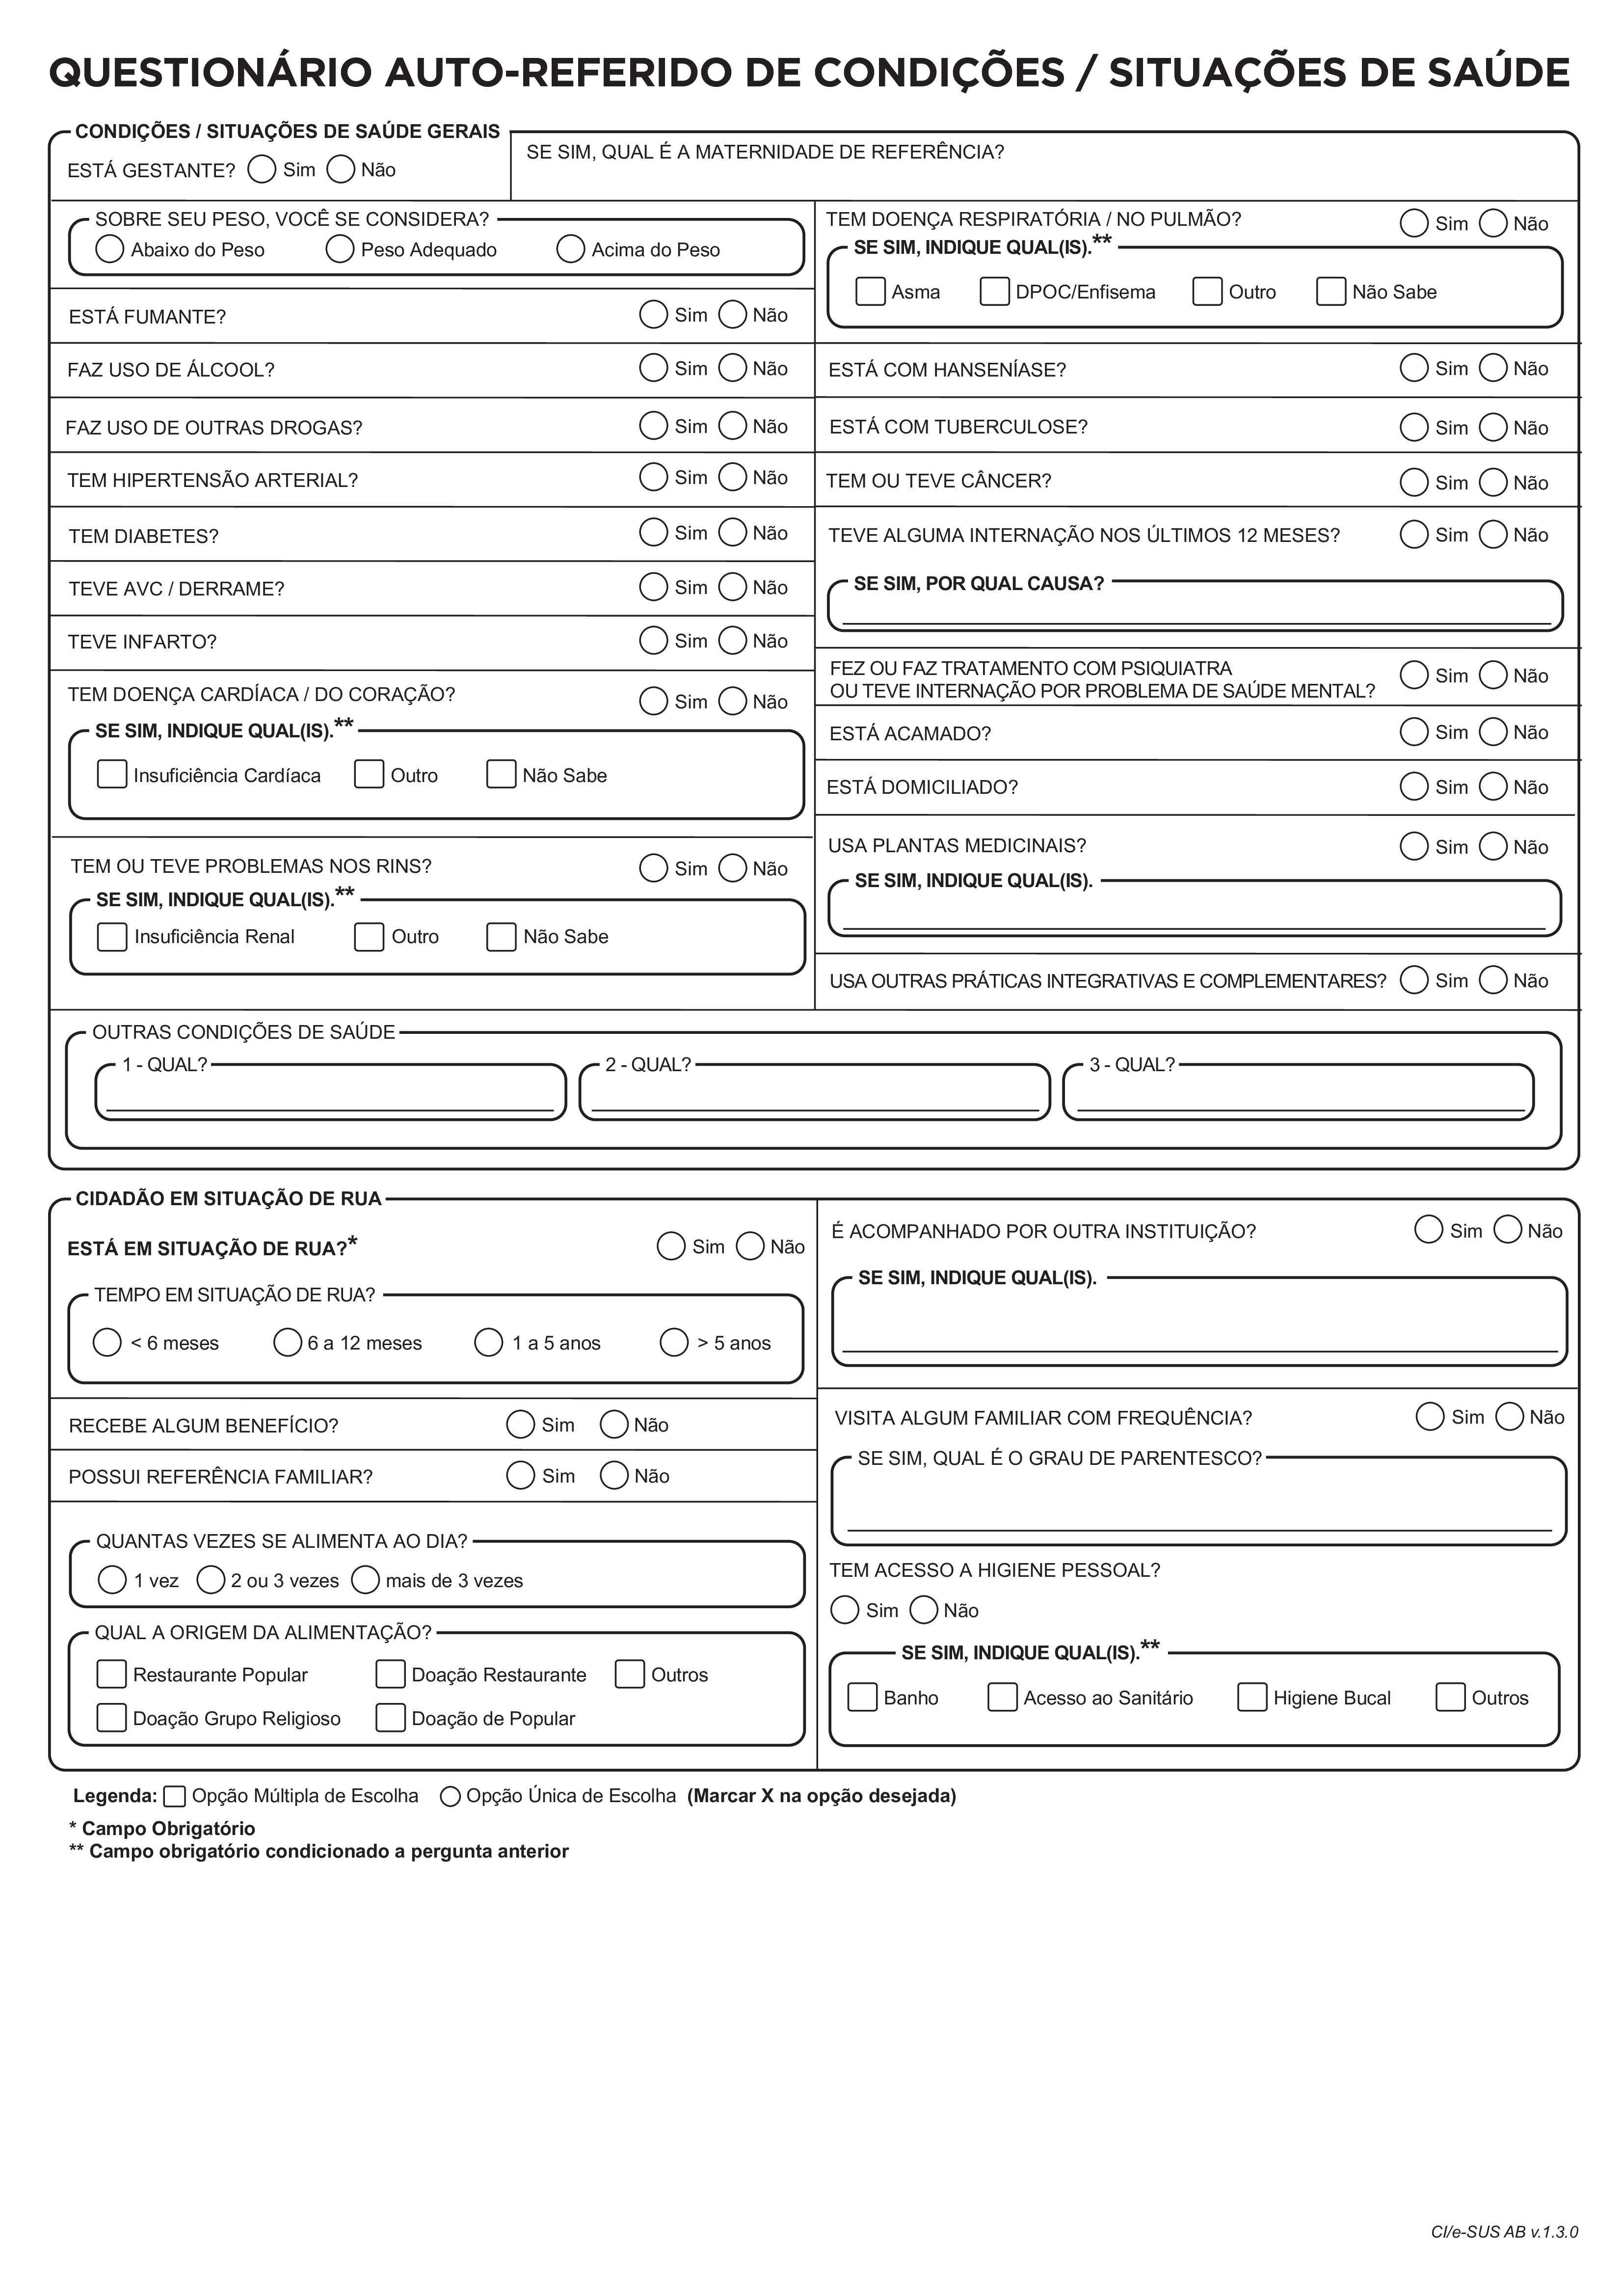 QUESTIONÁRIO AUTO-REFERIDO DE CONDIÇÕES / SITUAÇÕES DE SAÚDE
CONDIÇÕES / SITUAÇÕES DE SAÚDE GERAIS
ESTÁ GESTANTE? Sim Não
SE SIM, QUAL É A MATERNIDADE DE REFERÊNCIA?
SOBRE SEU PESO, VOCÊ SE CONSIDERA?
Abaixo do Peso Peso Adequado Acima do Peso
ESTÁ FUMANTE? Sim Não
FAZ USO DE ÁLCOOL? Sim Não
FAZ USO DE OUTRAS DROGAS? Sim Não
TEM HIPERTENSÃO ARTERIAL? Sim Não
TEM DIABETES? Sim Não
TEVE AVC / DERRAME? Sim Não
TEVE INFARTO? Sim Não
TEM DOENÇA CARDÍACA / DO CORAÇÃO? Sim Não
SE SIM, INDIQUE QUAL(IS).**
Insuficiência Cardíaca Outro Não Sabe
TEM OU TEVE PROBLEMAS NOS RINS? Sim Não
SE SIM, INDIQUE QUAL(IS).**
Insuficiência Renal Outro Não Sabe
TEM DOENÇA RESPIRATÓRIA / NO PULMÃO? Sim Não
SE SIM, INDIQUE QUAL(IS).**
Asma DPOC/Enfisema Outro Não Sabe
ESTÁ COM HANSENÍASE? Sim Não
ESTÁ COM TUBERCULOSE? Sim Não
TEM OU TEVE CÂNCER? Sim Não
TEVE ALGUMA INTERNAÇÃO NOS ÚLTIMOS 12 MESES? Sim Não
SE SIM, POR QUAL CAUSA?
FEZ OU FAZ TRATAMENTO COM PSIQUIATRA
OU TEVE INTERNAÇÃO POR PROBLEMA DE SAÚDE MENTAL? Sim Não
ESTÁ ACAMADO? Sim Não
ESTÁ DOMICILIADO? Sim Não
USA PLANTAS MEDICINAIS? Sim Não
SE SIM, INDIQUE QUAL(IS).
USA OUTRAS PRÁTICAS INTEGRATIVAS E COMPLEMENTARES? Sim Não
OUTRAS CONDIÇÕES DE SAÚDE
1 - QUAL? 2 - QUAL? 3 - QUAL?
CIDADÃO EM SITUAÇÃO DE RUA
ESTÁ EM SITUAÇÃO DE RUA?* Sim Não
TEMPO EM SITUAÇÃO DE RUA?
< 6 meses 6 a 12 meses 1 a 5 anos > 5 anos
RECEBE ALGUM BENEFÍCIO? Sim Não
POSSUI REFERÊNCIA FAMILIAR? Sim Não
QUANTAS VEZES SE ALIMENTA AO DIA?
1 vez 2 ou 3 vezes mais de 3 vezes
QUAL A ORIGEM DA ALIMENTAÇÃO?
Restaurante Popular Doação Restaurante Outros
Doação Grupo Religioso Doação de Popular
É ACOMPANHADO POR OUTRA INSTITUIÇÃO? Sim Não
SE SIM, INDIQUE QUAL(IS).
VISITA ALGUM FAMILIAR COM FREQUÊNCIA? Sim Não
SE SIM, QUAL É O GRAU DE PARENTESCO?
TEM ACESSO A HIGIENE PESSOAL?
Sim Não
SE SIM, INDIQUE QUAL(IS).**
Banho Acesso ao Sanitário Higiene Bucal Outros
Legenda: Opção Múltipla de Escolha Opção Única de Escolha (Marcar X na opção desejada)
* Campo Obrigatório
** Campo obrigatório condicionado a pergunta anterior
CI/e-SUS AB v.1.3.0